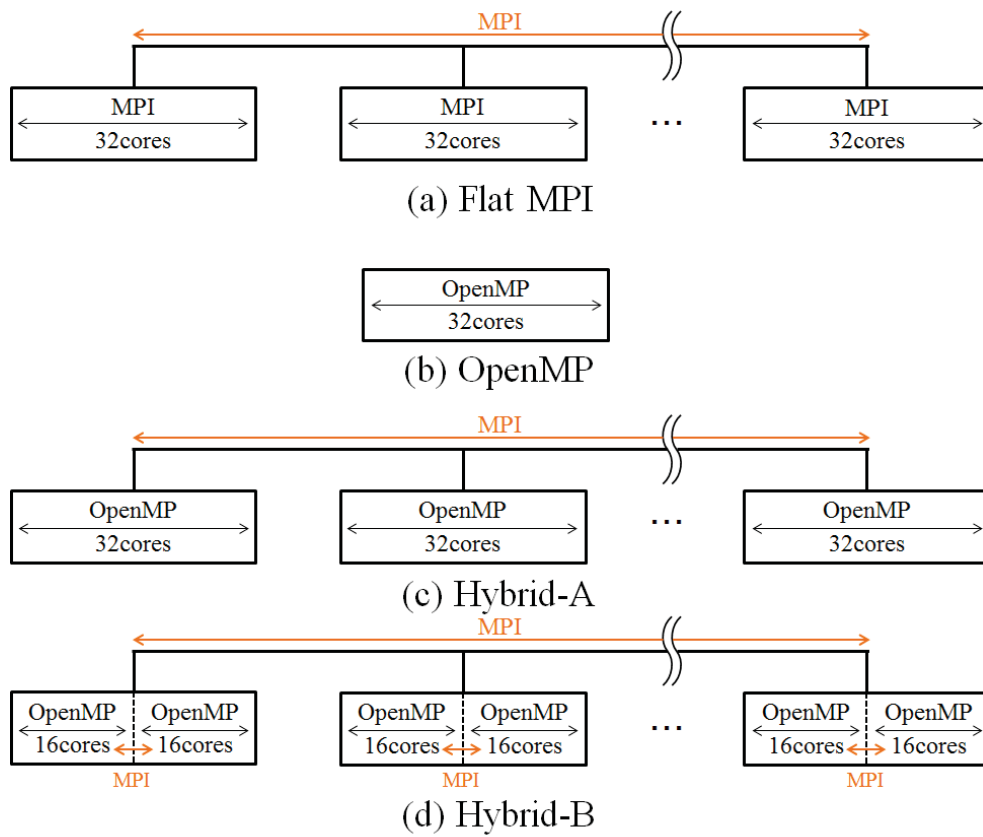 MPI
MPI MPI MPI
32cores 32cores ... 32cores
(a) Flat MPI
OpenMP
32cores
(b) OpenMP
MPI
OpenMP OpenMP OpenMP
32cores 32cores ... 32cores
(c) Hybrid-A
MPI
OpenMP OpenMP OpenMP OpenMP ... OpenMP OpenMP
16cores 16cores 16cores 16cores 16cores 16cores
MPI MPI MPI
(d) Hybrid-B